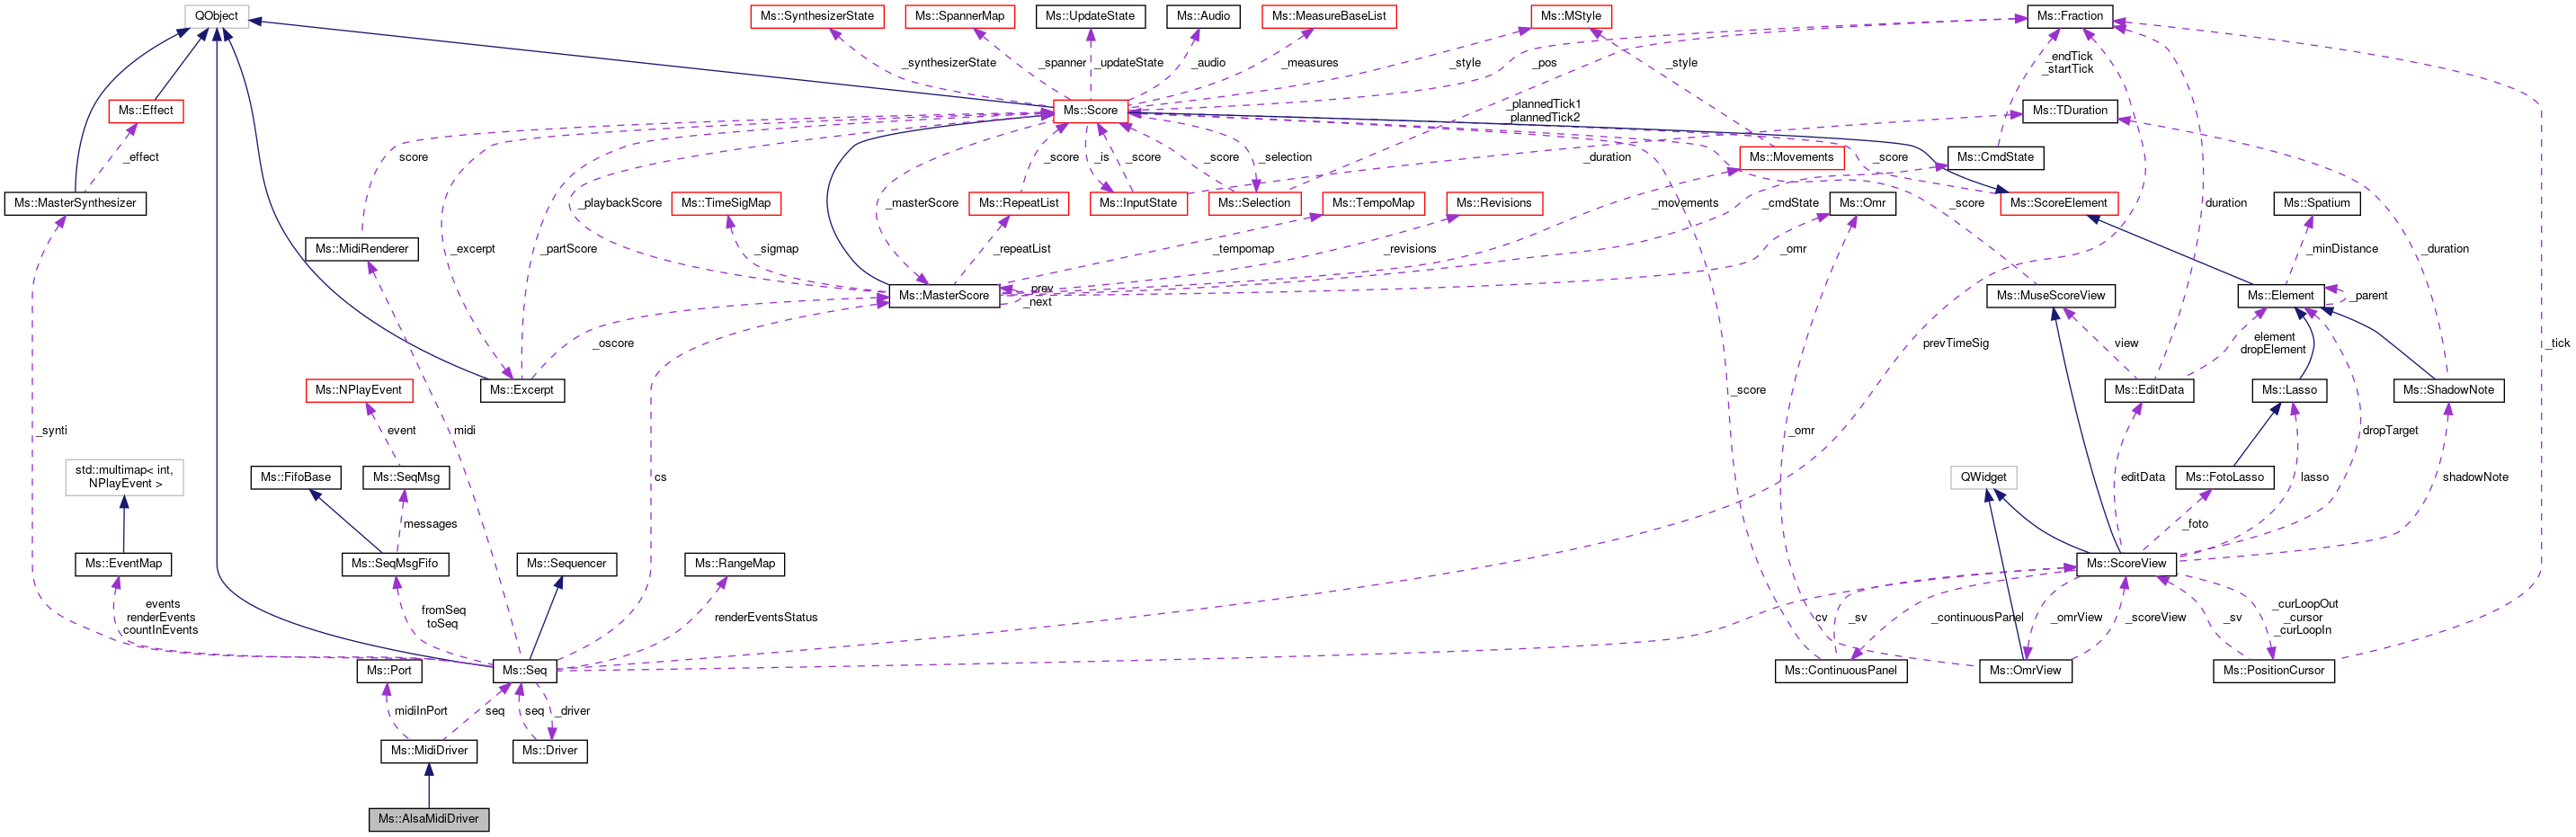 QObject
Ms::SynthesizerState
Ms::SpannerMap
Ms::UpdateState
Ms::Audio
Ms::MeasureBaseList
Ms::MStyle
Ms::Fraction
_synthesizerState
_spanner
_updateState
_audio
_measures
_style
_pos
_style
_endTick
_startTick
Ms::Effect
Ms::Score
_plannedTick1
_plannedTick2
Ms::TDuration
_effect
score
_score
_is
_score
_score
_selection
_duration
Ms::Movements
_score
Ms::CmdState
Ms::MasterSynthesizer
_playbackScore
Ms::TimeSigMap
_masterScore
Ms::RepeatList
Ms::InputState
Ms::Selection
Ms::TempoMap
Ms::Revisions
_movements
_cmdState
Ms::Omr
_score
Ms::ScoreElement
duration
Ms::Spatium
Ms::MidiRenderer
_excerpt
_partScore
_sigmap
_repeatList
_tempomap
_revisions
_omr
_minDistance
_duration
Ms::MasterScore
_prev
_next
Ms::MuseScoreView
Ms::Element
_parent
_oscore
prevTimeSig
view
element
dropElement
_tick
Ms::NPlayEvent
Ms::Excerpt
_score
Ms::EditData
Ms::Lasso
Ms::ShadowNote
_synti
event
midi
_omr
dropTarget
std::multimap< int,
NPlayEvent >
Ms::FifoBase
Ms::SeqMsg
cs
QWidget
editData
Ms::FotoLasso
lasso
shadowNote
messages
_foto
Ms::EventMap
Ms::SeqMsgFifo
Ms::Sequencer
Ms::RangeMap
Ms::ScoreView
events
renderEvents
countInEvents
fromSeq
toSeq
renderEventsStatus
cv
_sv
_continuousPanel
_omrView
_scoreView
_sv
_curLoopOut
_cursor
_curLoopIn
Ms::Port
Ms::Seq
Ms::ContinuousPanel
Ms::OmrView
Ms::PositionCursor
midiInPort
seq
seq
_driver
Ms::MidiDriver
Ms::Driver
Ms::AlsaMidiDriver